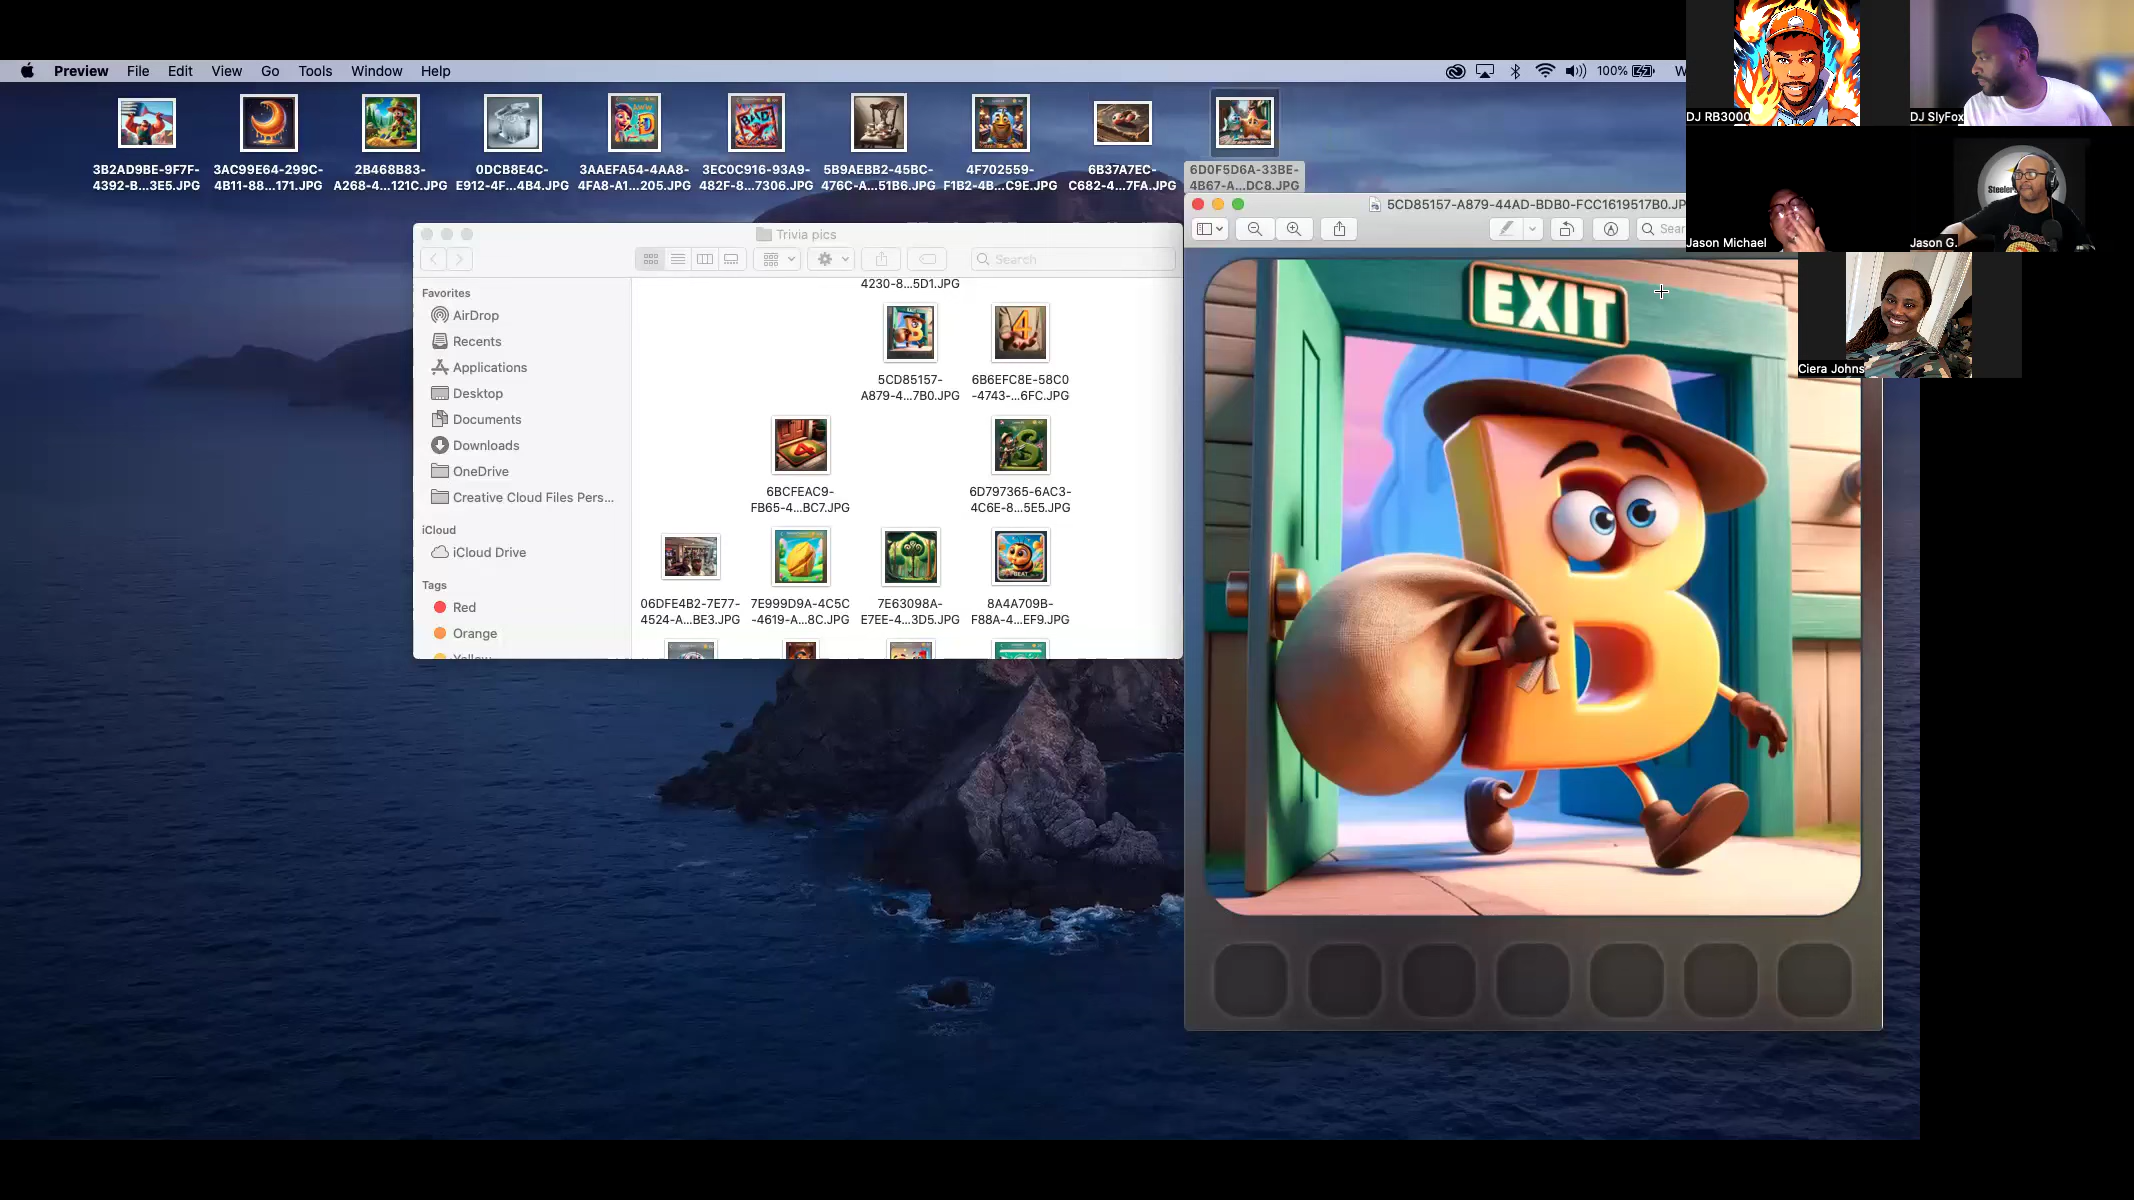 Preview File Edit View Go Tools Window Help
100% W
3B2AD9BE-9F7F-
4392-B...3E5.JPG
3AC99E64-299C-
4B11-88...171.JPG
2B468B83-
A268-4...121C.JPG
0DCB8E4C-
E912-4F...4B4.JPG
3AAEFA54-4AA8-
4FA8-A1...205.JPG
3EC0C916-93A9-
482F-8...7306.JPG
5B9AEBB2-45BC-
476C-A...51B6.JPG
4F702559-
F1B2-4B...C9E.JPG
6B37A7EC-
C682-4...7FA.JPG
6D0F5D6A-33BE-
4B67-A...DC8.JPG
DJ RB3000
DJ SlyFox
Jason Michael
Steeler
Jason G.
Ciera Johns
Trivia pics
Search
Favorites
AirDrop
Recents
Applications
Desktop
Documents
Downloads
OneDrive
Creative Cloud Files Pers...
iCloud
iCloud Drive
Tags
Red
Orange
Yellow
4230-8...5D1.JPG
5CD85157-
A879-4...7B0.JPG
6B6EFC8E-58C0
-4743-...6FC.JPG
6BCFEAC9-
FB65-4...BC7.JPG
6D797365-6AC3-
4C6E-8...5E5.JPG
06DFE4B2-7E77-
4524-A...BE3.JPG
7E999D9A-4C5C
-4619-A...8C.JPG
7E63098A-
E7EE-4...3D5.JPG
8A4A709B-
F88A-4...EF9.JPG
5CD85157-A879-44AD-BDB0-FCC1619517B0.JP
Sear
EXIT
B